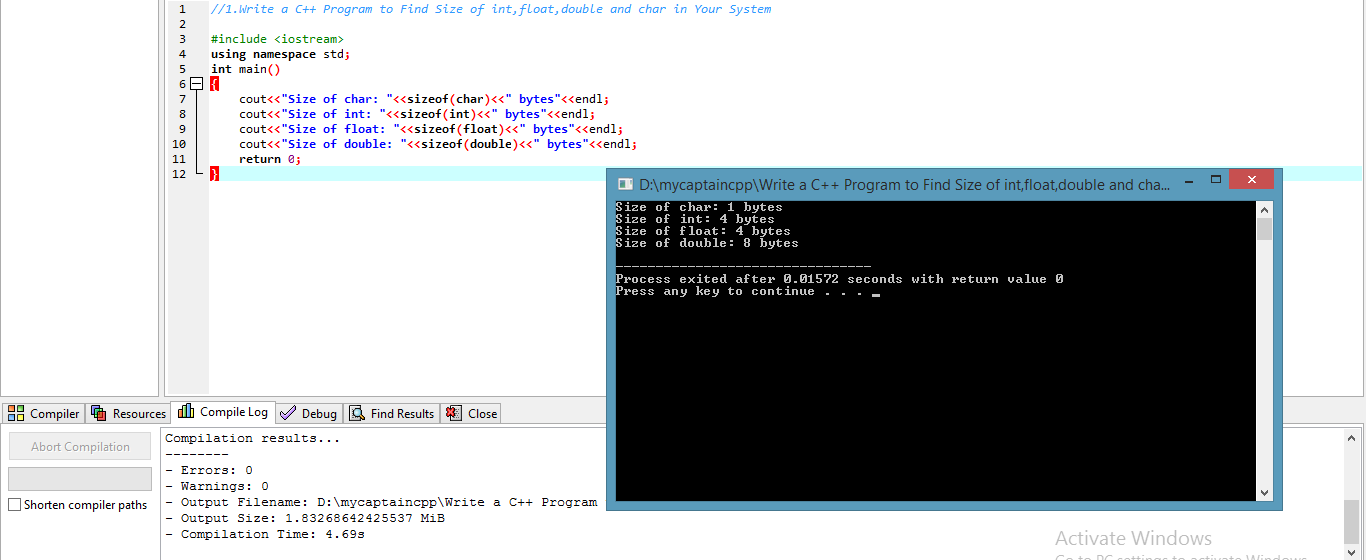 1 //1.Write a C++ Program to Find Size of int,float,double and char in Your System
2
3 #include <iostream>
4 using namespace std;
5 int main()
6 {
7 cout<<"Size of char: "<<sizeof(char)<<" bytes"<<endl;
8 cout<<"Size of int: "<<sizeof(int)<<" bytes"<<endl;
9 cout<<"Size of float: "<<sizeof(float)<<" bytes"<<endl;
10 cout<<"Size of double: "<<sizeof(double)<<" bytes"<<endl;
11 return 0;
12 }
D:\mycaptaincpp\Write a C++ Program to Find Size of int,float,double and cha...
Size of char: 1 bytes
Size of int: 4 bytes
Size of float: 4 bytes
Size of double: 8 bytes
--------------------------------
Process exited after 0.01572 seconds with return value 0
Press any key to continue . . . _
Compiler Resources Compile Log Debug Find Results Close
Abort Compilation
Shorten compiler paths
Compilation results...
--------
- Errors: 0
- Warnings: 0
- Output Filename: D:\mycaptaincpp\Write a C++ Program
- Output Size: 1.83268642425537 MiB
- Compilation Time: 4.69s
Activate Windows
Go to PC settings to activate Windows